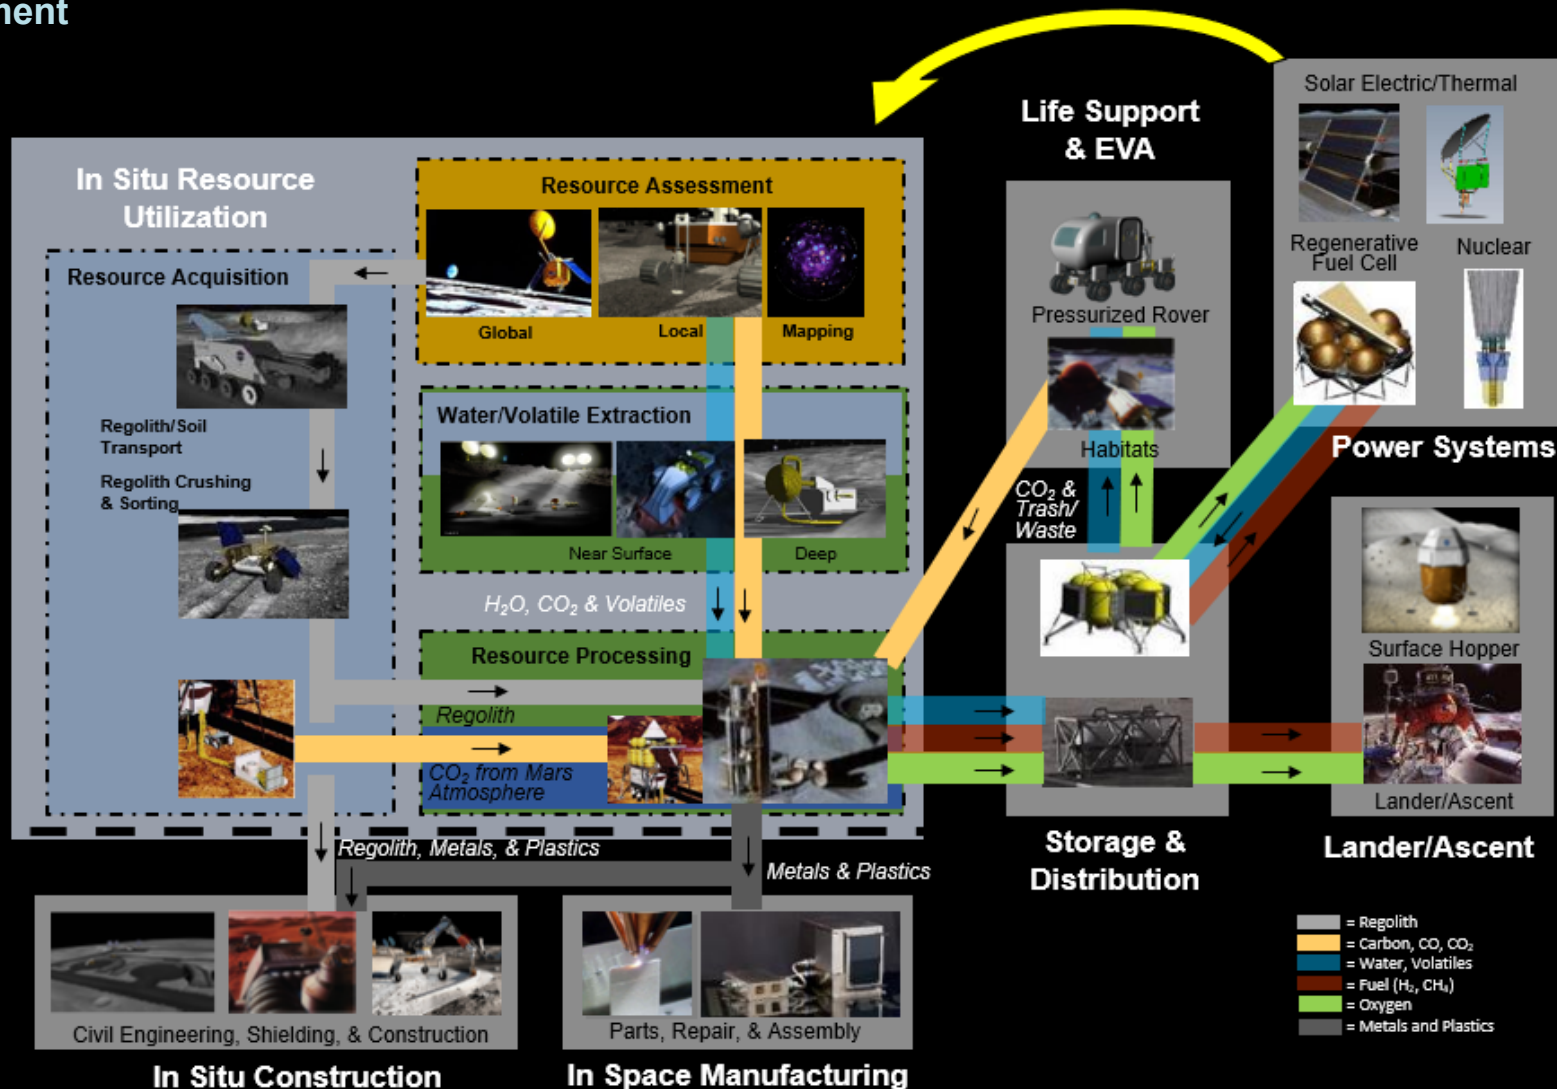 nent
In Situ Resource
Utilization
Resource Assessment
Global
Local
Mapping
Resource Acquisition
Regolith/Soil
Transport
Regolith Crushing
& Sorting
Water/Volatile Extraction
Near Surface
Deep
H₂O, CO₂ & Volatiles
Resource Processing
Regolith
CO₂ from Mars
Atmosphere
Regolith, Metals, & Plastics
Metals & Plastics
Civil Engineering, Shielding, & Construction
In Situ Construction
Parts, Repair, & Assembly
In Space Manufacturing
Life Support
& EVA
Pressurized Rover
Habitats
CO₂ &
Trash/
Waste
Storage &
Distribution
Solar Electric/Thermal
Regenerative
Fuel Cell
Nuclear
Power Systems
Surface Hopper
Lander/Ascent
Lander/Ascent
= Regolith
= Carbon, CO, CO₂
= Water, Volatiles
= Fuel (H₂, CH₄)
= Oxygen
= Metals and Plastics